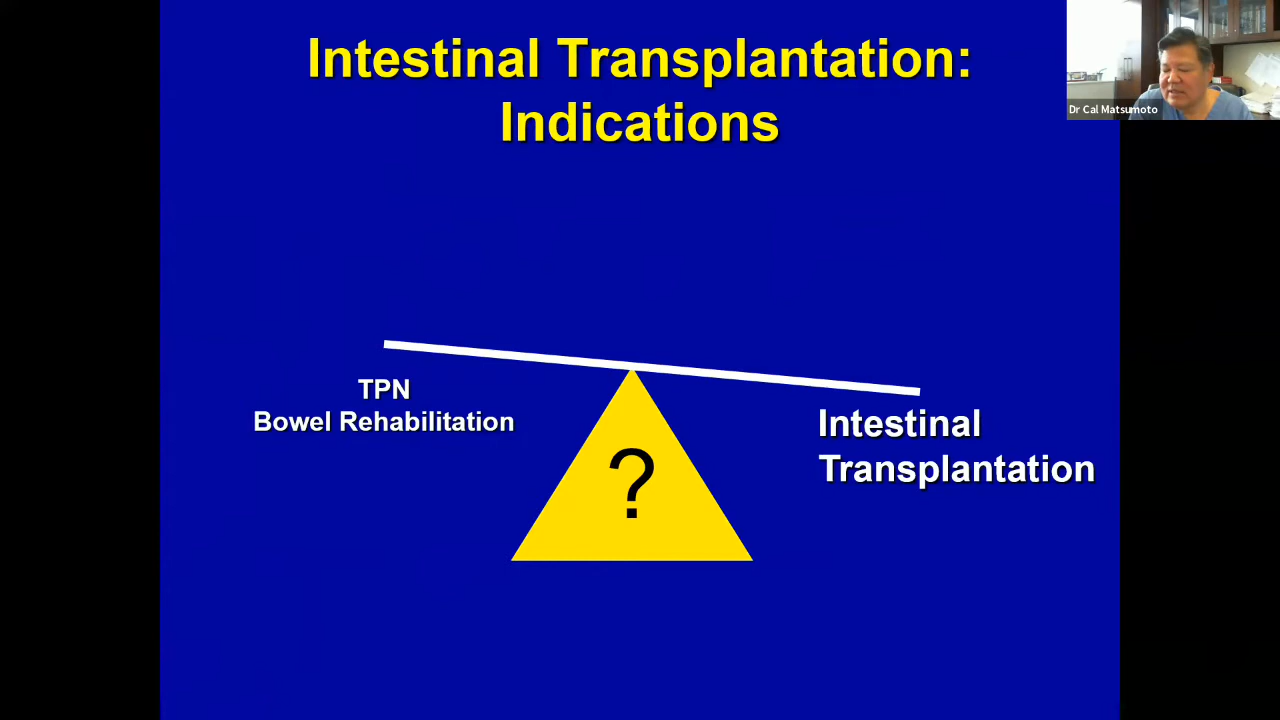 Intestinal Transplantation:
Indications
Dr Cal Matsumoto
TPN
Bowel Rehabilitation
?
Intestinal
Transplantation